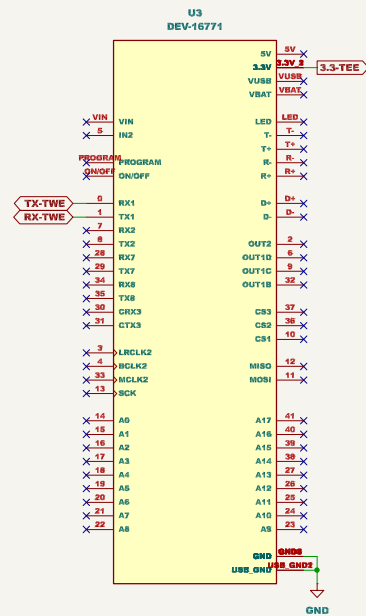 U3
DEV-16771
5V 5V
3.3V 3.3V_2 3.3-TEE
VUSB VUSB
VBAT VBAT
VIN VIN LED LED
5 IN2 T- T-
T+ T+
PROGRAM PROGRAM R- R-
ON/OFF ON/OFF R+ R+
TX-TWE 0 RX1 D+ D+
RX-TWE 1 TX1 D- D-
7 RX2
8 TX2 OUT2 2
28 RX7 OUT1D 6
29 TX7 OUT1C 9
34 RX8 OUT1B 32
35 TX8
30 CRX3 CS3 37
31 CTX3 CS2 36
CS1 10
3 LRCLK2
4 BCLK2 MISO 12
33 MCLK2 MOSI 11
13 SCK
14 A0 A17 41
15 A1 A16 40
16 A2 A15 39
17 A3 A14 38
18 A4 A13 27
19 A5 A12 26
20 A6 A11 25
21 A7 A10 24
22 A8 A9 23
GND
USB_GND USB_GND2
GND